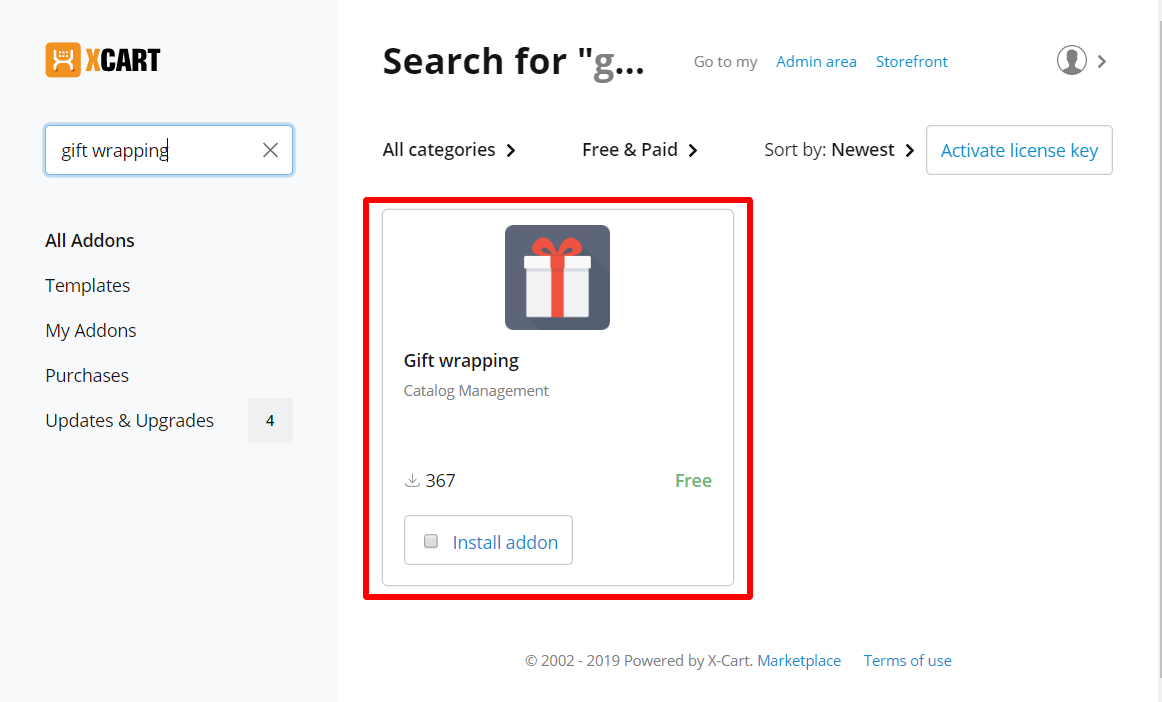 XCART
Search for "g...
Go to my Admin area Storefront
gift wrapping
All categories Free & Paid Sort by: Newest Activate license key
All Addons
Templates
My Addons
Purchases
Updates & Upgrades 4
Gift wrapping
Catalog Management
367 Free
Install addon
© 2002 - 2019 Powered by X-Cart. Marketplace Terms of use